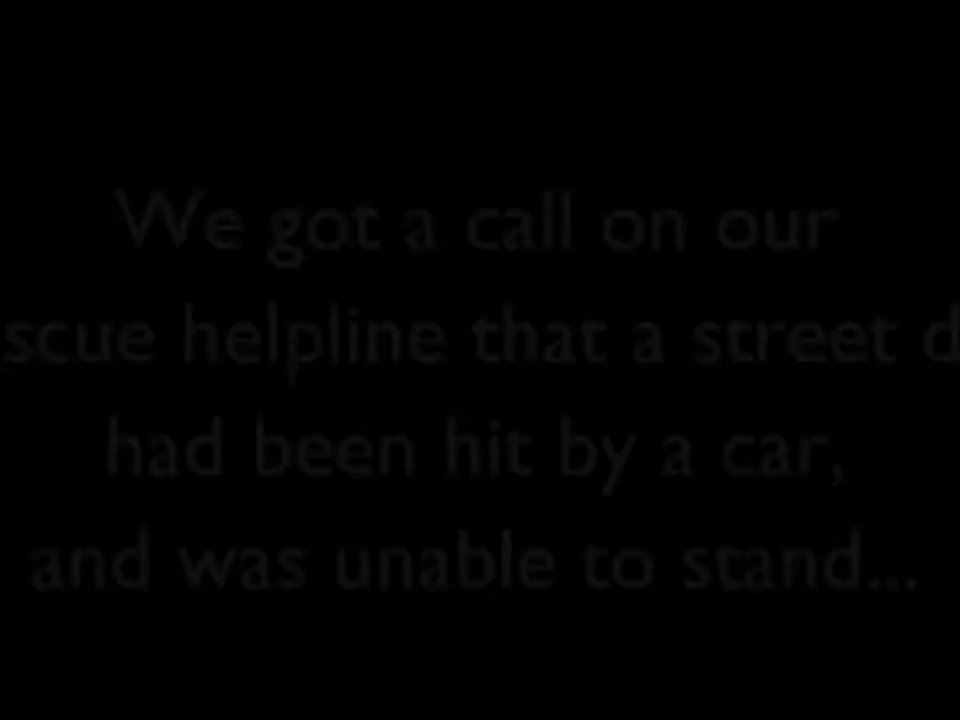 We got a call on our
scue helpline that a street d
had been hit by a car,
and was unable to stand...